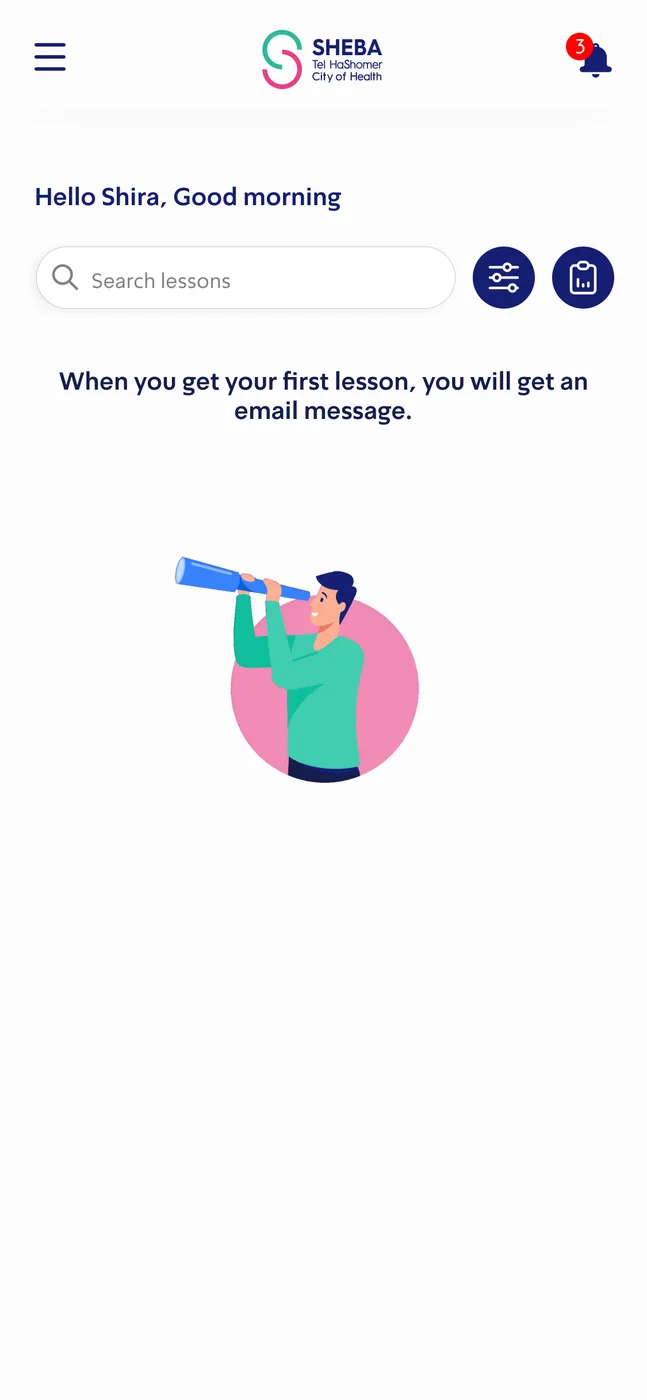 SHEBA
Tel HaShomer
City of Health
3
Hello Shira, Good morning
Search lessons
When you get your first lesson, you will get an
email message.